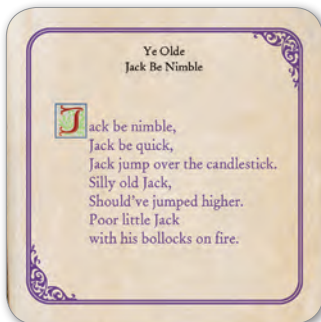 Ye Olde
Jack Be Nimble
Jack be nimble,
Jack be quick,
Jack jump over the candlestick.
Silly old Jack,
Should've jumped higher.
Poor little Jack
with his bollocks on fire.